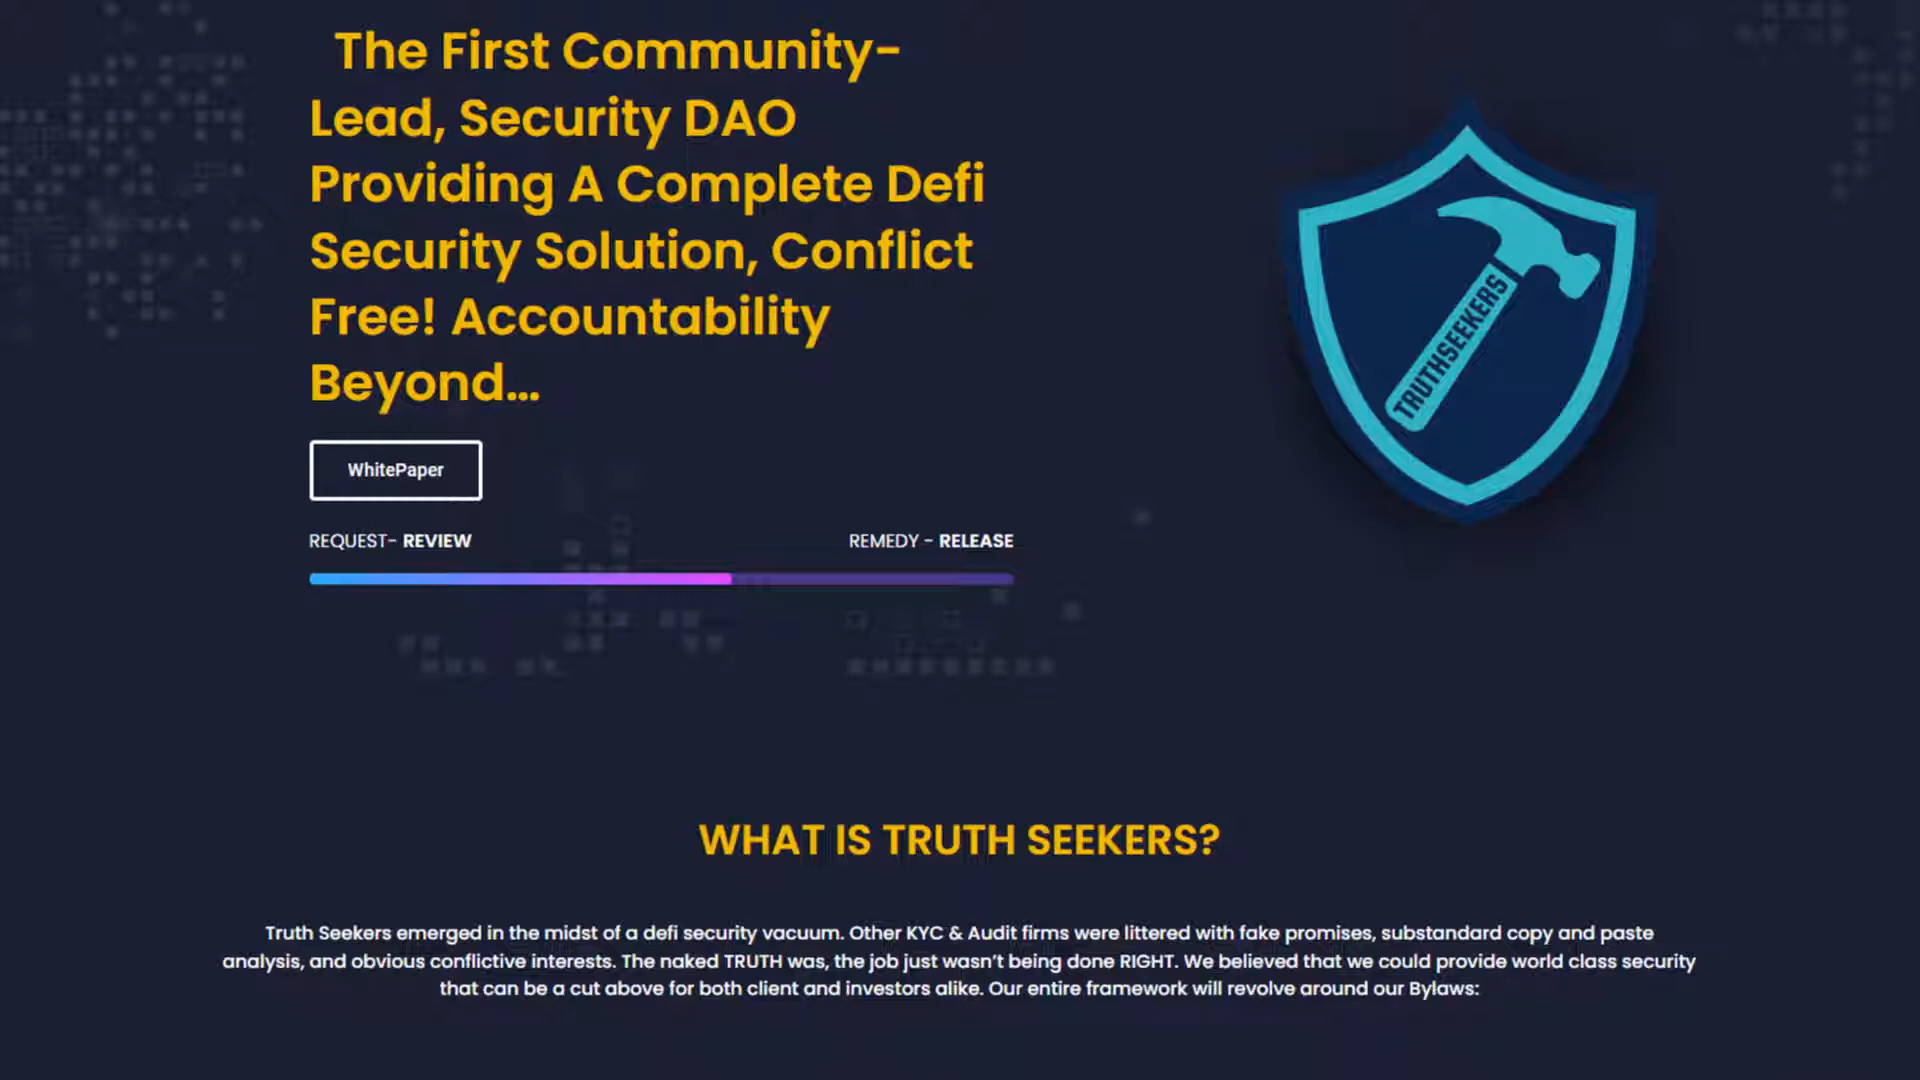 The First Community-
Lead, Security DAO
Providing A Complete Defi
Security Solution, Conflict
Free! Accountability
Beyond...
WhitePaper
REQUEST- REVIEW
REMEDY - RELEASE
TRUTHSEEKERS
WHAT IS TRUTH SEEKERS?
Truth Seekers emerged in the midst of a defi security vacuum. Other KYC & Audit firms were littered with fake promises, substandard copy and paste
analysis, and obvious conflictive interests. The naked TRUTH was, the job just wasn't being done RIGHT. We believed that we could provide world class security
that can be a cut above for both client and investors alike. Our entire framework will revolve around our Bylaws: